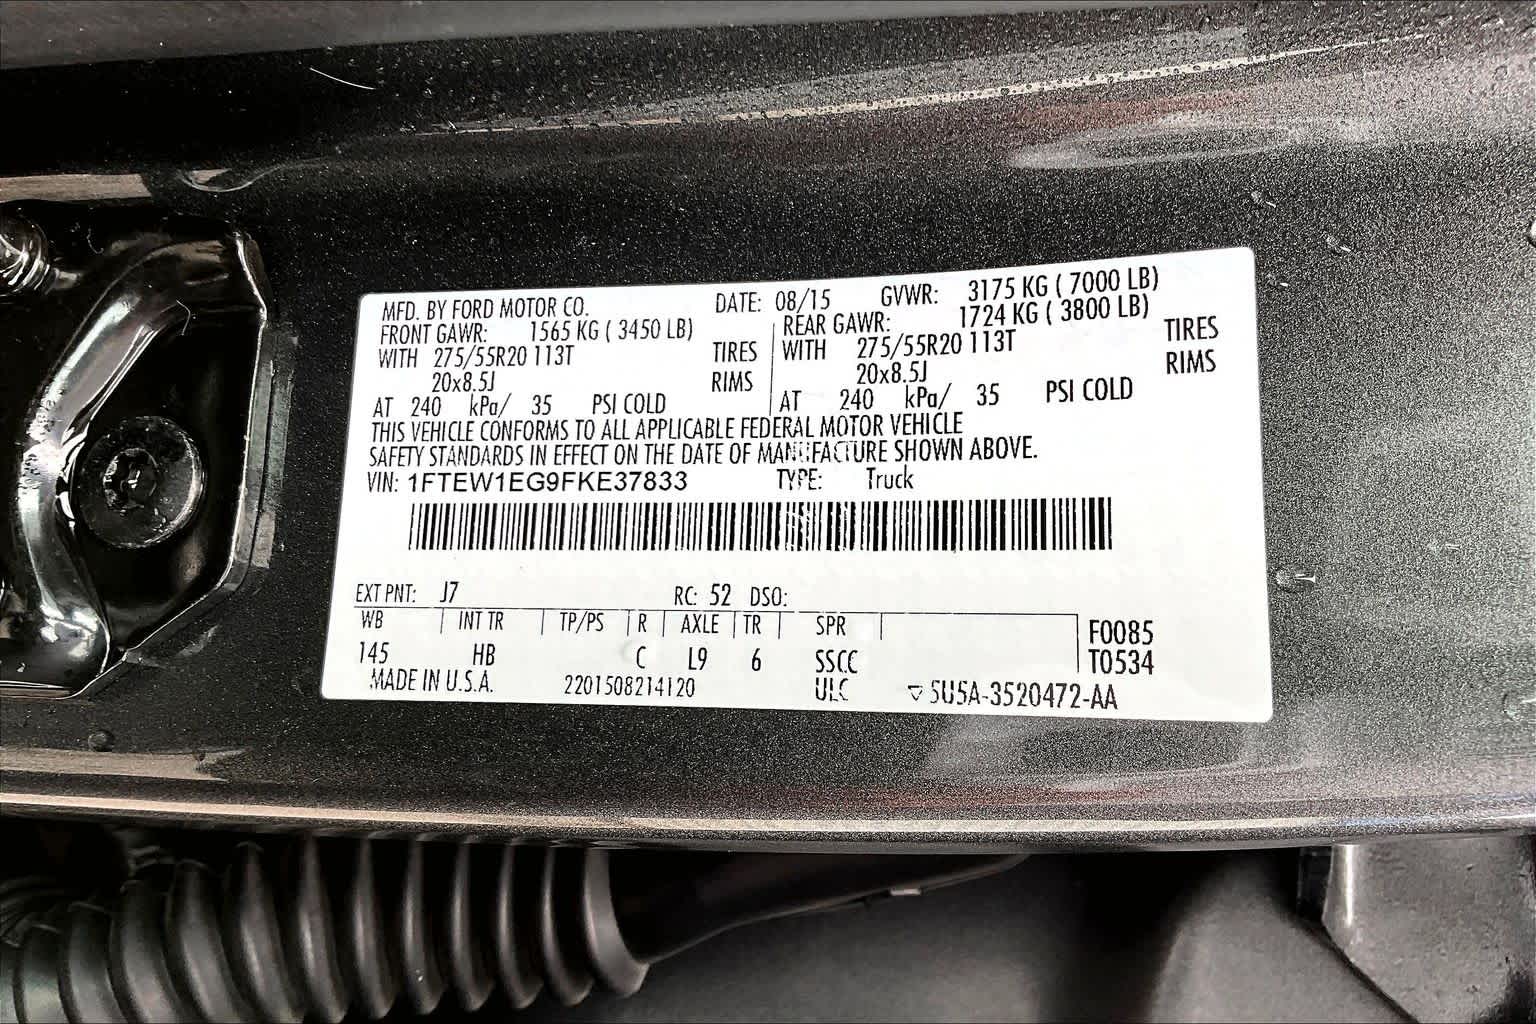 MFD. BY FORD MOTOR CO. DATE: 08/15 GVWR: 3175 KG ( 7000 LB)
FRONT GAWR: 1565 KG ( 3450 LB) REAR GAWR: 1724 KG ( 3800 LB)
WITH 275/55R20 113T TIRES WITH 275/55R20 113T TIRES
20x8.5J RIMS 20x8.5J RIMS
AT 240 kPa/ 35 PSI COLD AT 240 kPa/ 35 PSI COLD
THIS VEHICLE CONFORMS TO ALL APPLICABLE FEDERAL MOTOR VEHICLE
SAFETY STANDARDS IN EFFECT ON THE DATE OF MANUFACTURE SHOWN ABOVE.
VIN: 1FTEW1EG9FKE37833 TYPE: Truck
EXT PNT: J7 RC: 52 DSO:
WB INT TR TP/PS R AXLE TR SPR F0085
145 HB C L9 6 SSCC T0534
MADE IN U.S.A. 2201508214120 ULC ▽5U5A-3520472-AA